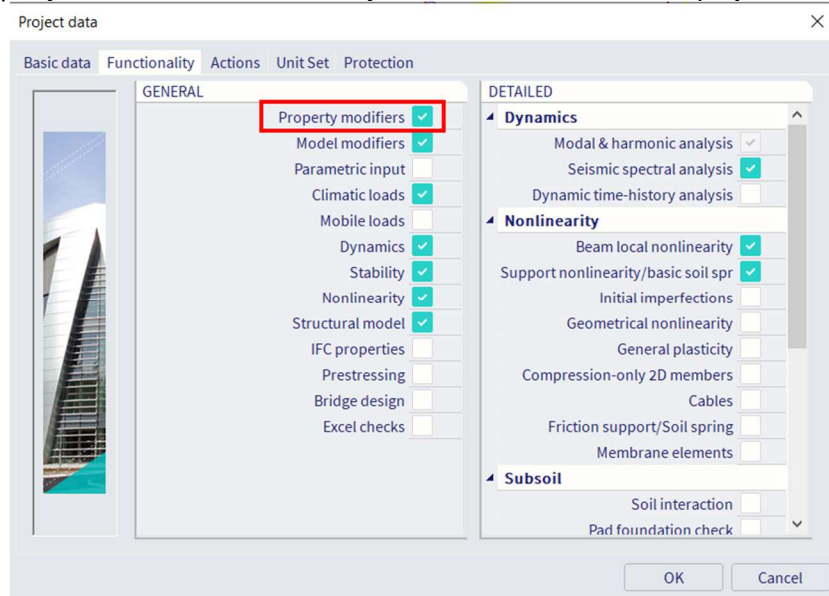 Project data
Basic data Functionality Actions Unit Set Protection
GENERAL
Property modifiers
Model modifiers
Parametric input
Climatic loads
Mobile loads
Dynamics
Stability
Nonlinearity
Structural model
IFC properties
Prestressing
Bridge design
Excel checks
DETAILED
Dynamics
Modal & harmonic analysis
Seismic spectral analysis
Dynamic time-history analysis
Nonlinearity
Beam local nonlinearity
Support nonlinearity/basic soil spr
Initial imperfections
Geometrical nonlinearity
General plasticity
Compression-only 2D members
Cables
Friction support/Soil spring
Membrane elements
Subsoil
Soil interaction
Pad foundation check
OK Cancel